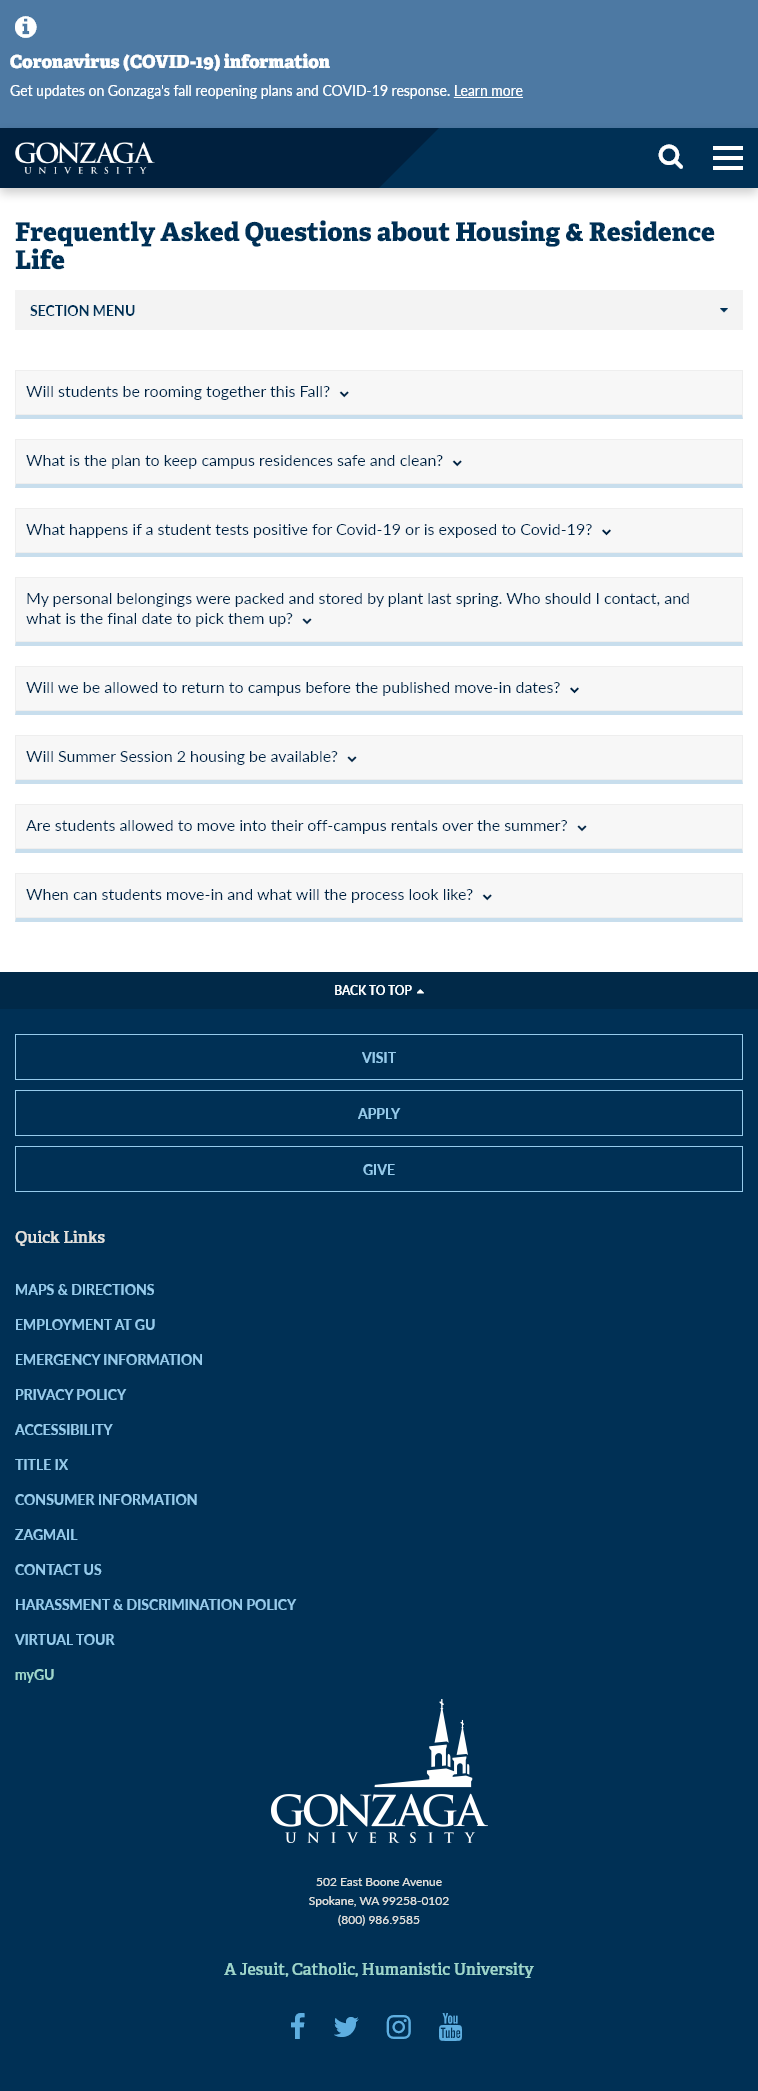 Coronavirus (COVID-19) information
Get updates on Gonzaga's fall reopening plans and COVID-19 response. Learn more
GONZAGA
UNIVERSITY
Frequently Asked Questions about Housing & Residence
Life
SECTION MENU
Will students be rooming together this Fall?
What is the plan to keep campus residences safe and clean?
What happens if a student tests positive for Covid-19 or is exposed to Covid-19?
My personal belongings were packed and stored by plant last spring. Who should I contact, and
what is the final date to pick them up?
Will we be allowed to return to campus before the published move-in dates?
Will Summer Session 2 housing be available?
Are students allowed to move into their off-campus rentals over the summer?
When can students move-in and what will the process look like?
BACK TO TOP
VISIT
APPLY
GIVE
Quick Links
MAPS & DIRECTIONS
EMPLOYMENT AT GU
EMERGENCY INFORMATION
PRIVACY POLICY
ACCESSIBILITY
TITLE IX
CONSUMER INFORMATION
ZAGMAIL
CONTACT US
HARASSMENT & DISCRIMINATION POLICY
VIRTUAL TOUR
myGU
GONZAGA
UNIVERSITY
502 East Boone Avenue
Spokane, WA 99258-0102
(800) 986.9585
A Jesuit, Catholic, Humanistic University
You
Tube